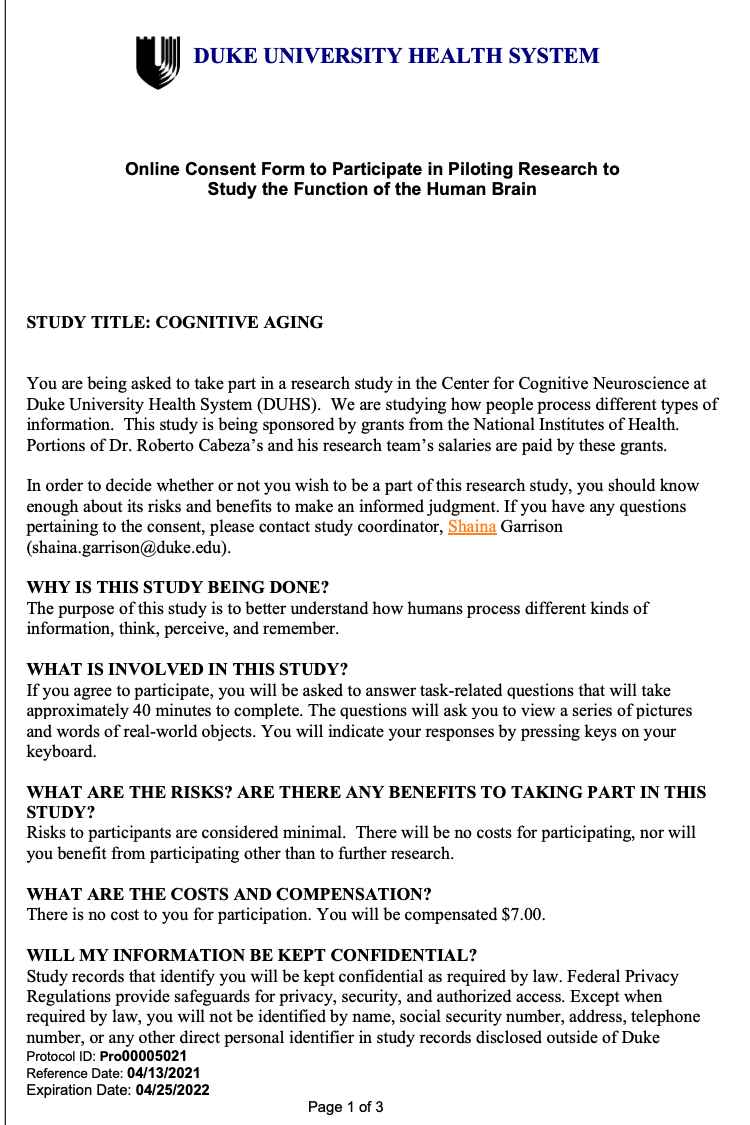 DUKE UNIVERSITY HEALTH SYSTEM
Online Consent Form to Participate in Piloting Research to
Study the Function of the Human Brain
STUDY TITLE: COGNITIVE AGING
You are being asked to take part in a research study in the Center for Cognitive Neuroscience at
Duke University Health System (DUHS).  We are studying how people process different types of
information.  This study is being sponsored by grants from the National Institutes of Health.
Portions of Dr. Roberto Cabeza’s and his research team’s salaries are paid by these grants.
In order to decide whether or not you wish to be a part of this research study, you should know
enough about its risks and benefits to make an informed judgment. If you have any questions
pertaining to the consent, please contact study coordinator, Shaina Garrison
(shaina.garrison@duke.edu).
WHY IS THIS STUDY BEING DONE?
The purpose of this study is to better understand how humans process different kinds of
information, think, perceive, and remember.
WHAT IS INVOLVED IN THIS STUDY?
If you agree to participate, you will be asked to answer task-related questions that will take
approximately 40 minutes to complete. The questions will ask you to view a series of pictures
and words of real-world objects. You will indicate your responses by pressing keys on your
keyboard.
WHAT ARE THE RISKS? ARE THERE ANY BENEFITS TO TAKING PART IN THIS
STUDY?
Risks to participants are considered minimal.  There will be no costs for participating, nor will
you benefit from participating other than to further research.
WHAT ARE THE COSTS AND COMPENSATION?
There is no cost to you for participation. You will be compensated $7.00.
WILL MY INFORMATION BE KEPT CONFIDENTIAL?
Study records that identify you will be kept confidential as required by law. Federal Privacy
Regulations provide safeguards for privacy, security, and authorized access. Except when
required by law, you will not be identified by name, social security number, address, telephone
number, or any other direct personal identifier in study records disclosed outside of Duke
Protocol ID: Pro00005021
Reference Date: 04/13/2021
Expiration Date: 04/25/2022
Page 1 of 3